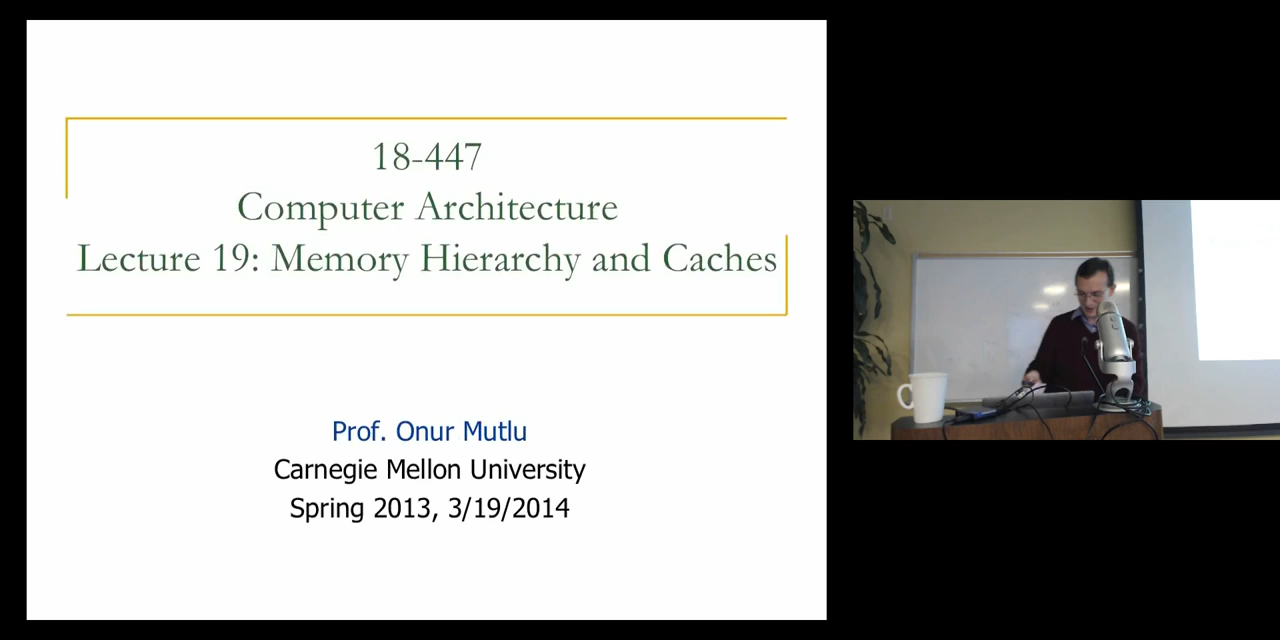 18-447
Computer Architecture
Lecture 19: Memory Hierarchy and Caches
Prof. Onur Mutlu
Carnegie Mellon University
Spring 2013, 3/19/2014